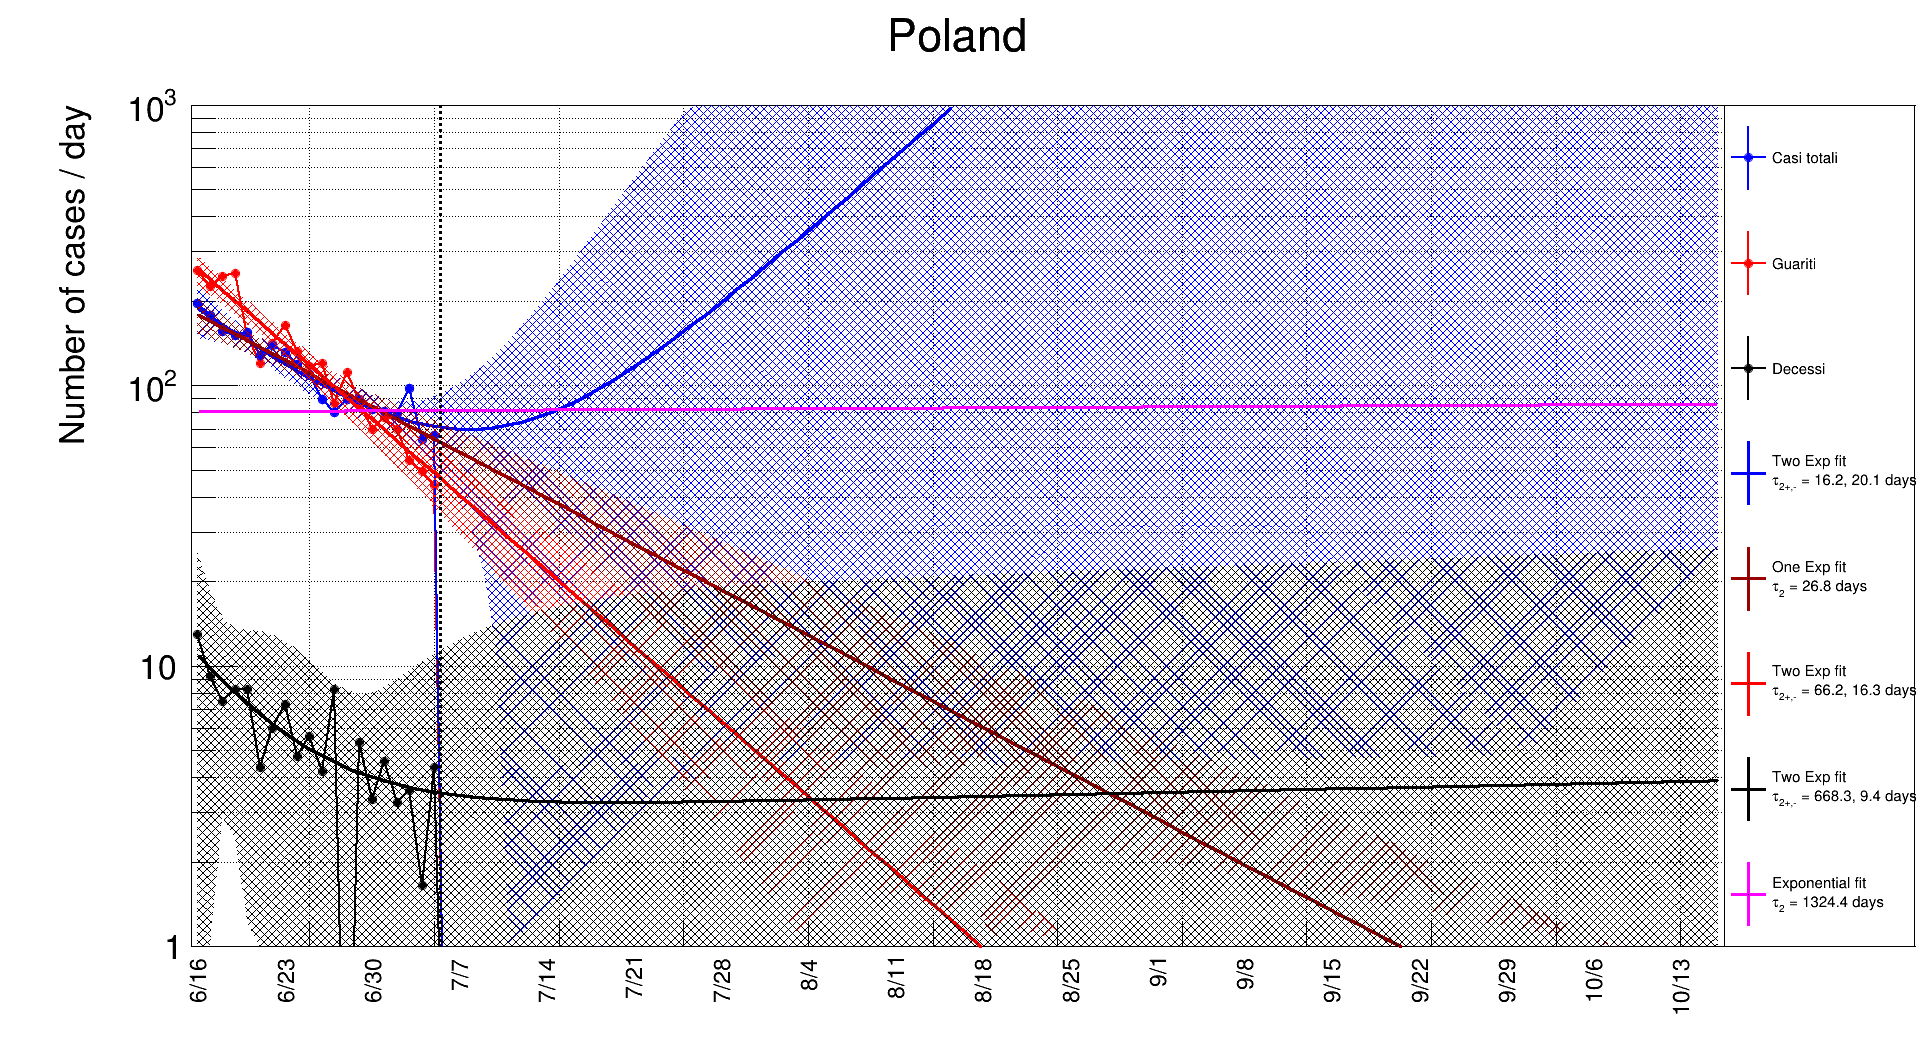 Poland
Number of cases / day
10³
10²
10
1
6/16
6/23
6/30
7/7
7/14
7/21
7/28
8/4
8/11
8/18
8/25
9/1
9/8
9/15
9/22
9/29
10/6
10/13
Casi totali
Guariti
Decessi
Two Exp fit
τ2+,- = 16.2, 20.1 days
One Exp fit
τ2 = 26.8 days
Two Exp fit
τ2+,- = 66.2, 16.3 days
Two Exp fit
τ2+,- = 668.3, 9.4 days
Exponential fit
τ2 = 1324.4 days